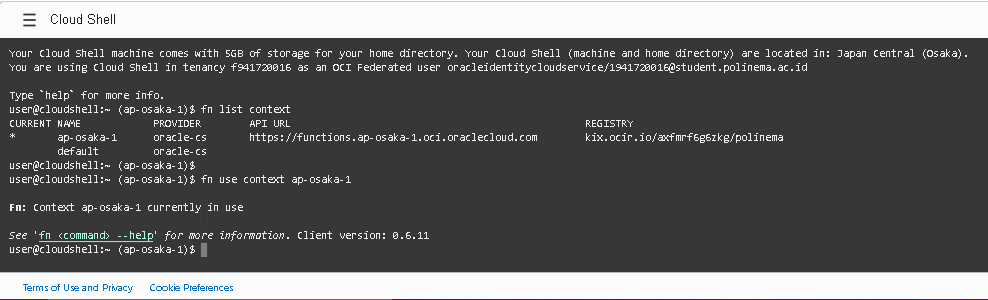 Cloud Shell
Your Cloud Shell machine comes with 5GB of storage for your home directory. Your Cloud Shell (machine and home directory) are located in: Japan Central (Osaka).
You are using Cloud Shell in tenancy f941720016 as an OCI Federated user oracleidentitycloudservice/1941720016@student.polinema.ac.id
Type `help` for more info.
user@cloudshell:~ (ap-osaka-1)$ fn list context
CURRENT NAME PROVIDER API URL REGISTRY
* ap-osaka-1 oracle-cs https://functions.ap-osaka-1.oci.oraclecloud.com kix.ocir.io/axfmrf6g6zkg/polinema
default oracle-cs
user@cloudshell:~ (ap-osaka-1)$
user@cloudshell:~ (ap-osaka-1)$ fn use context ap-osaka-1
Fn: Context ap-osaka-1 currently in use
See 'fn <command> --help' for more information. Client version: 0.6.11
user@cloudshell:~ (ap-osaka-1)$
Terms of Use and Privacy Cookie Preferences